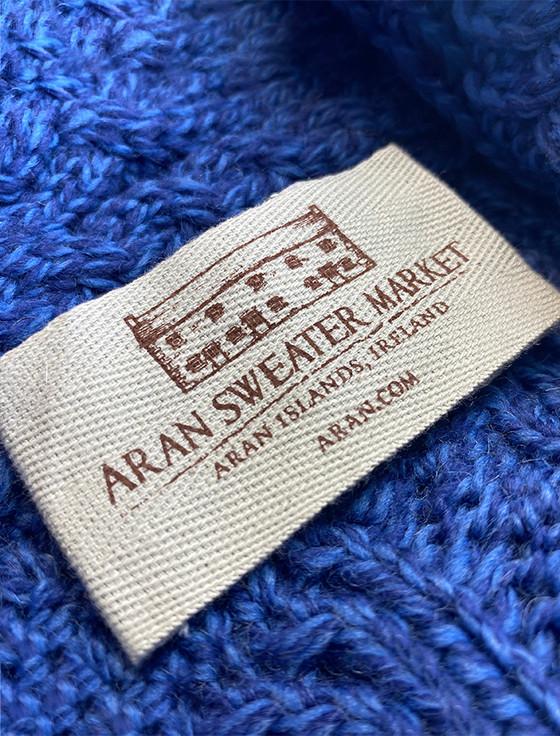 ARAN SWEATER MARKET
ARAN ISLANDS, IRELAND
ARAN.COM